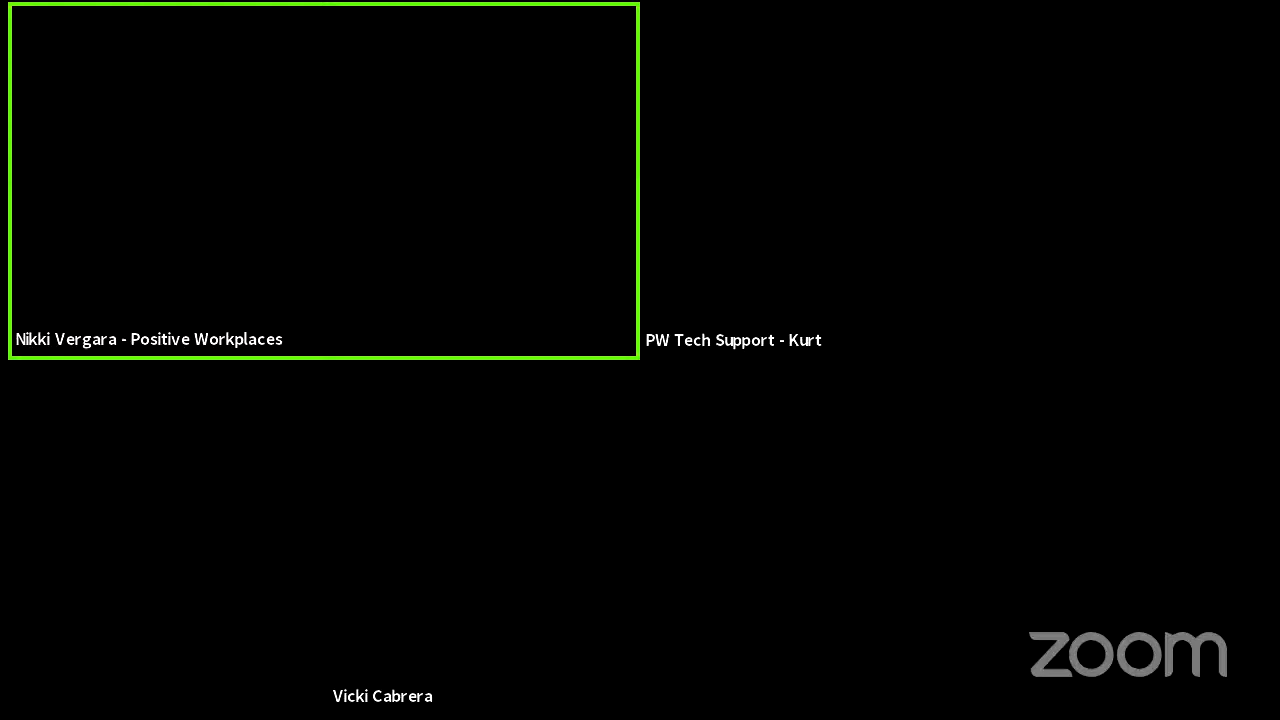 Nikki Vergara - Positive Workplaces
PW Tech Support - Kurt
zoom
Vicki Cabrera